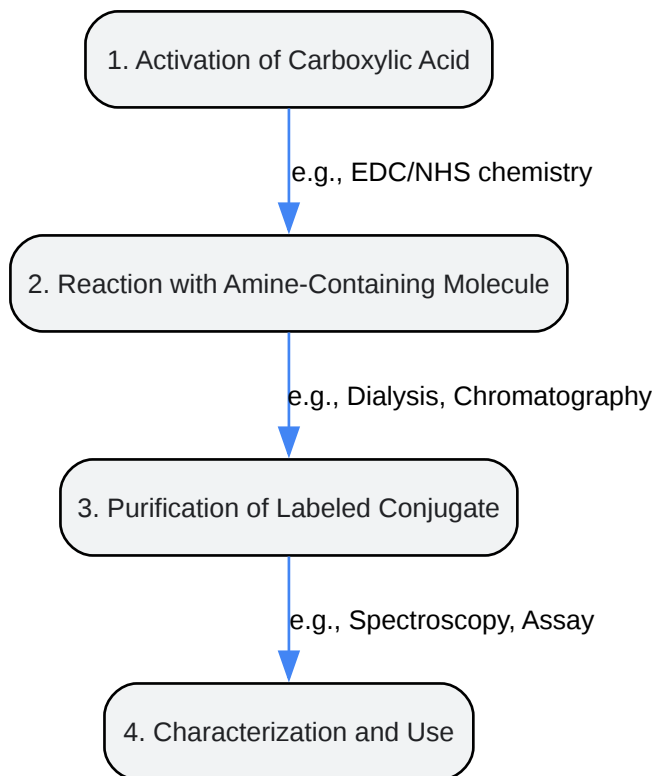 1. Activation of Carboxylic Acid
e.g., EDC/NHS chemistry
2. Reaction with Amine-Containing Molecule
e.g., Dialysis, Chromatography
3. Purification of Labeled Conjugate
e.g., Spectroscopy, Assay
4. Characterization and Use